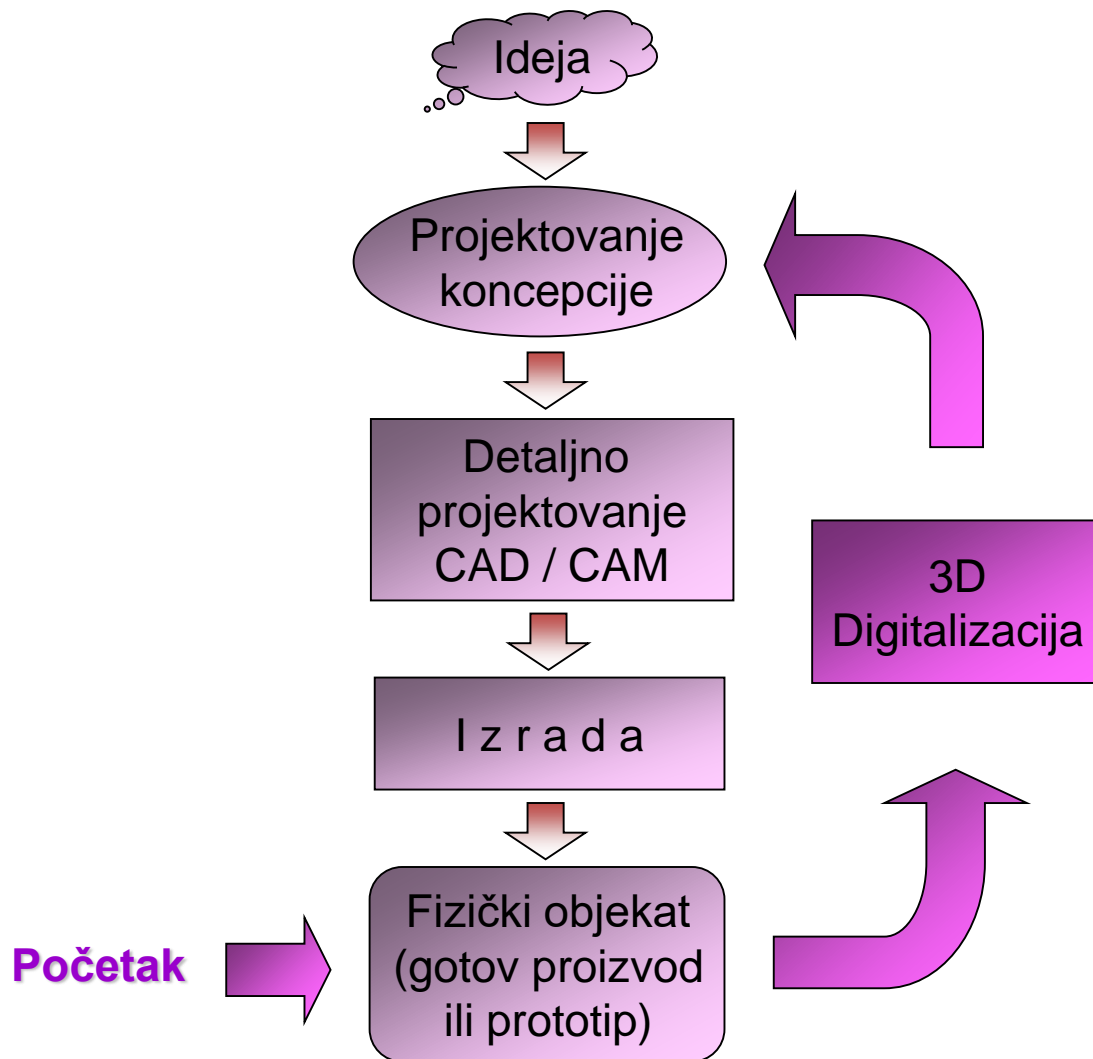 Ideja
Projektovanje
koncepcije
Detaljno
projektovanje
CAD / CAM
3D
Digitalizacija
I z r a d a
Početak
Fizički objekat
(gotov proizvod
ili prototip)